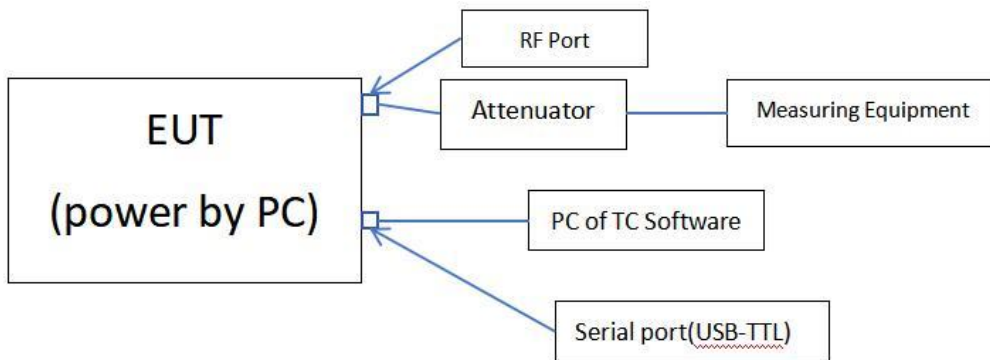 RF Port
EUT
(power by PC)
Attenuator
Measuring Equipment
PC of TC Software
Serial port(USB-TTL)